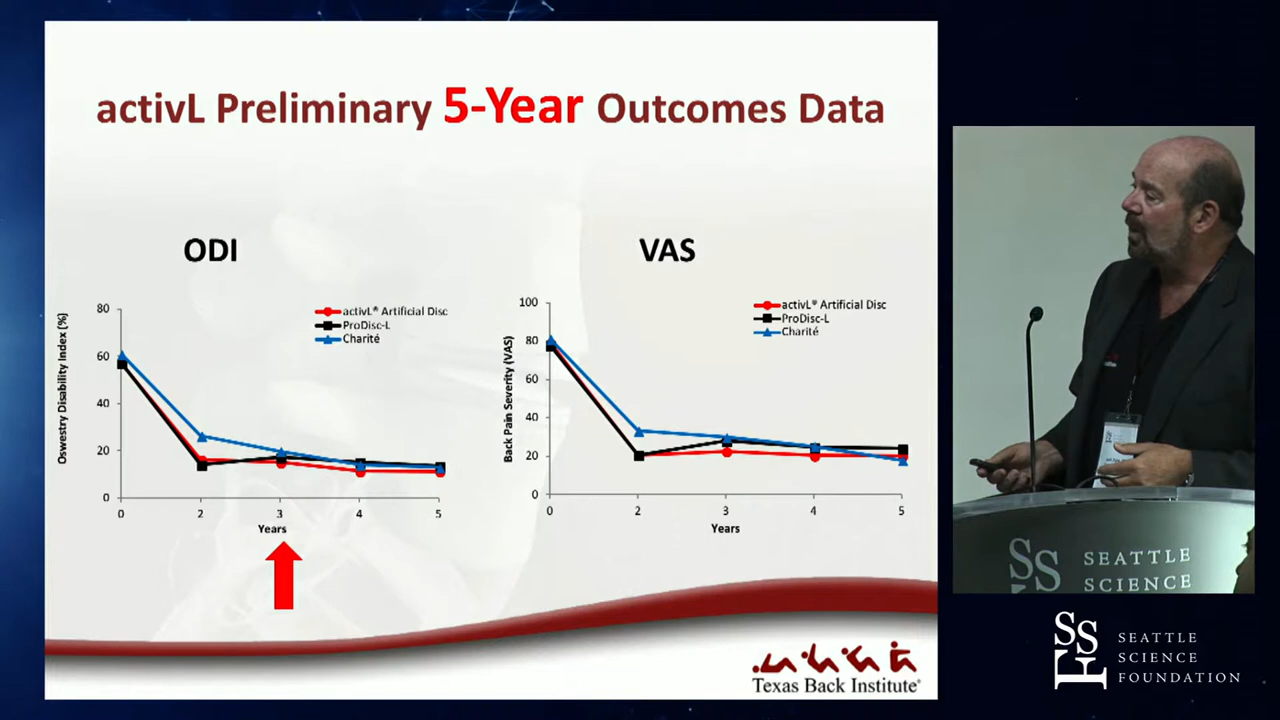 activL Preliminary 5-Year Outcomes Data
ODI
VAS
Oswestry Disability Index (%)
80
60
40
20
0
activL® Artificial Disc
ProDisc-L
Charité
0 2 3 4 5
Years
Back Pain Severity (VAS)
100
80
60
40
20
0
activL® Artificial Disc
ProDisc-L
Charité
0 2 3 4 5
Years
Texas Back Institute®
SS
SEATTLE
SCIENCE
SSF
SEATTLE
SCIENCE
FOUNDATION